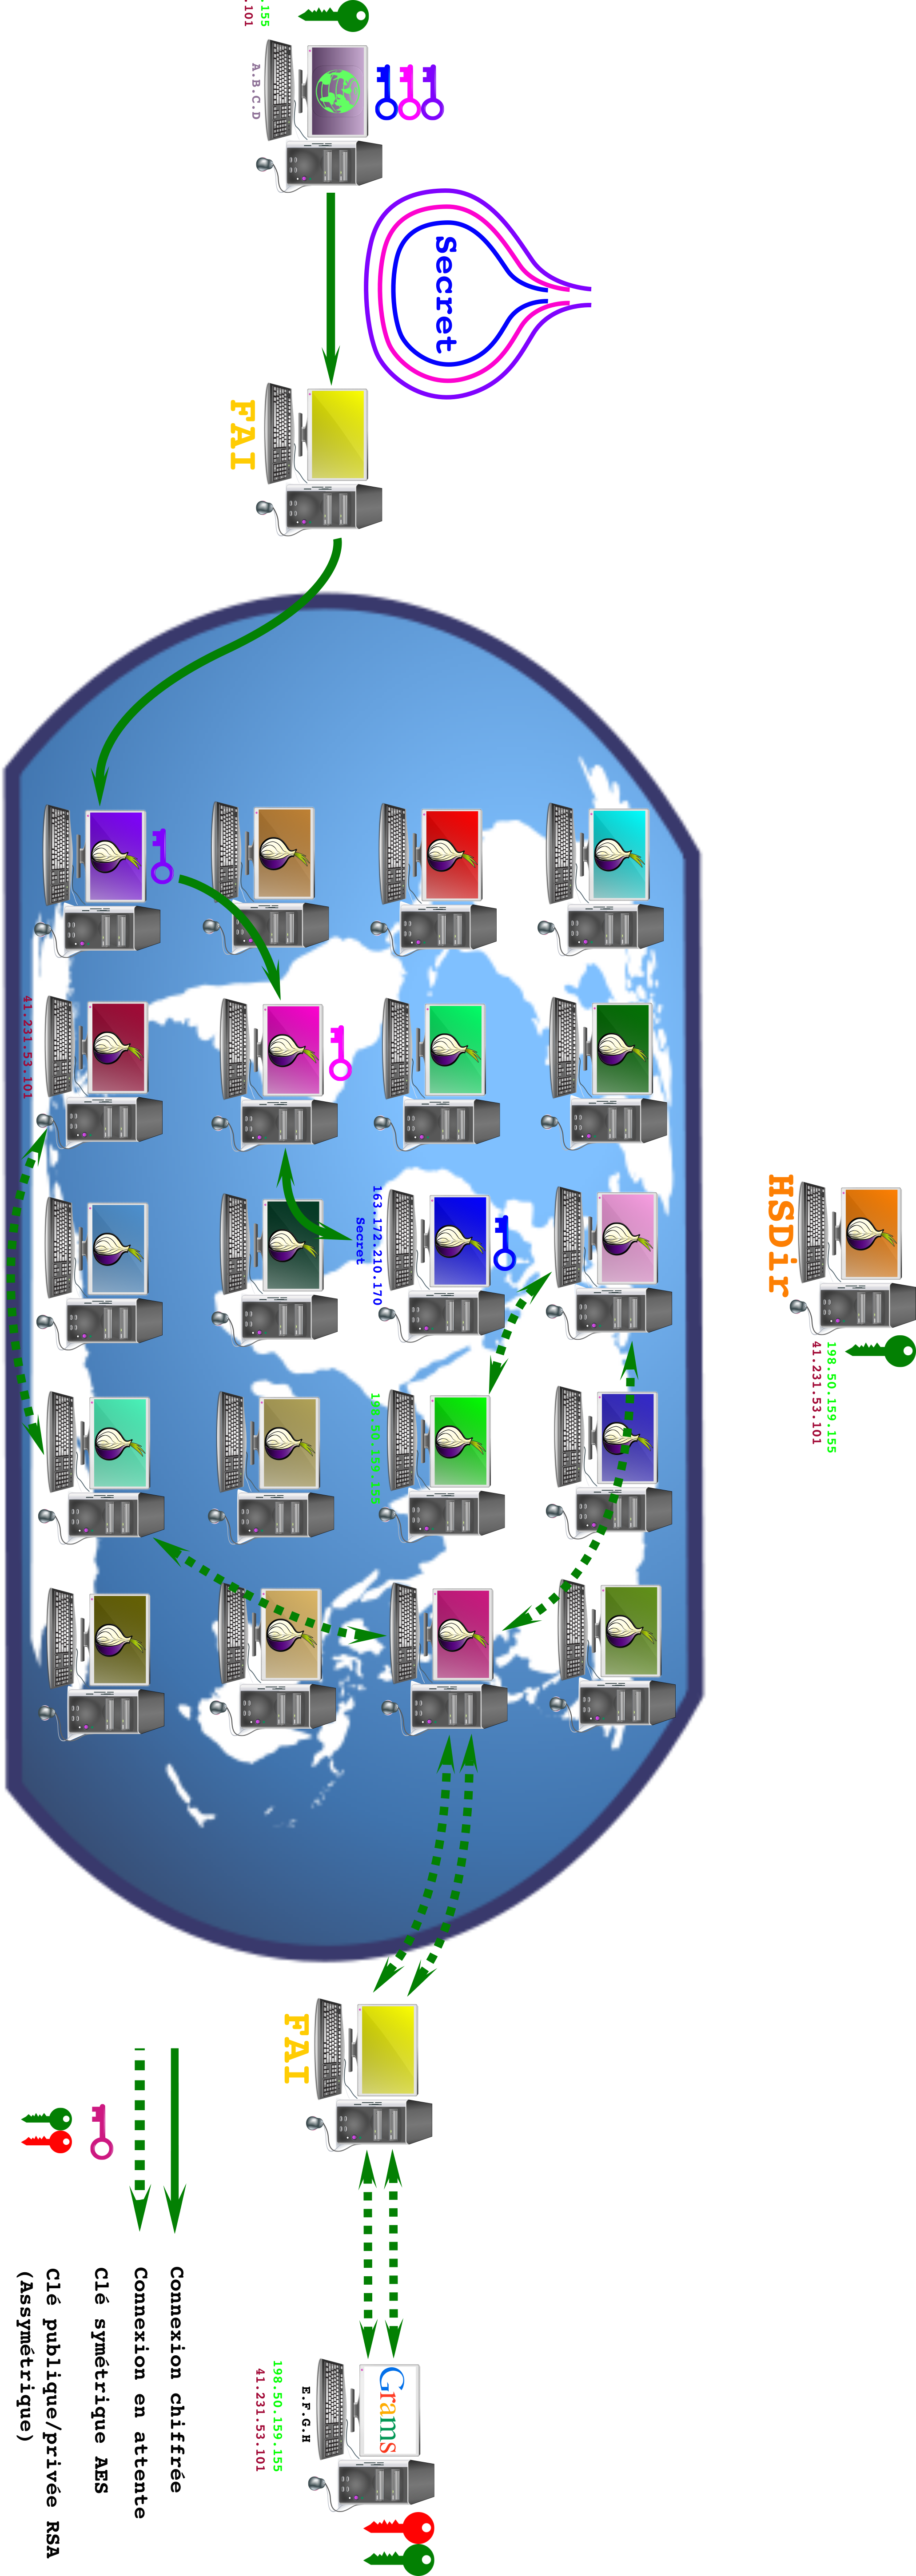 198.50.159.155
41.231.53.101
HSDir
Secret
Grams
163.172.210.170
Secret
198.50.159.155
E.F.G.H
198.50.159.155
41.231.53.101
FAI
.155
.101
A.B.C.D
FAI
41.231.53.101
Connexion chiffrée
Connexion en attente
Clé symétrique AES
Clé publique/privée RSA
(Assymétrique)